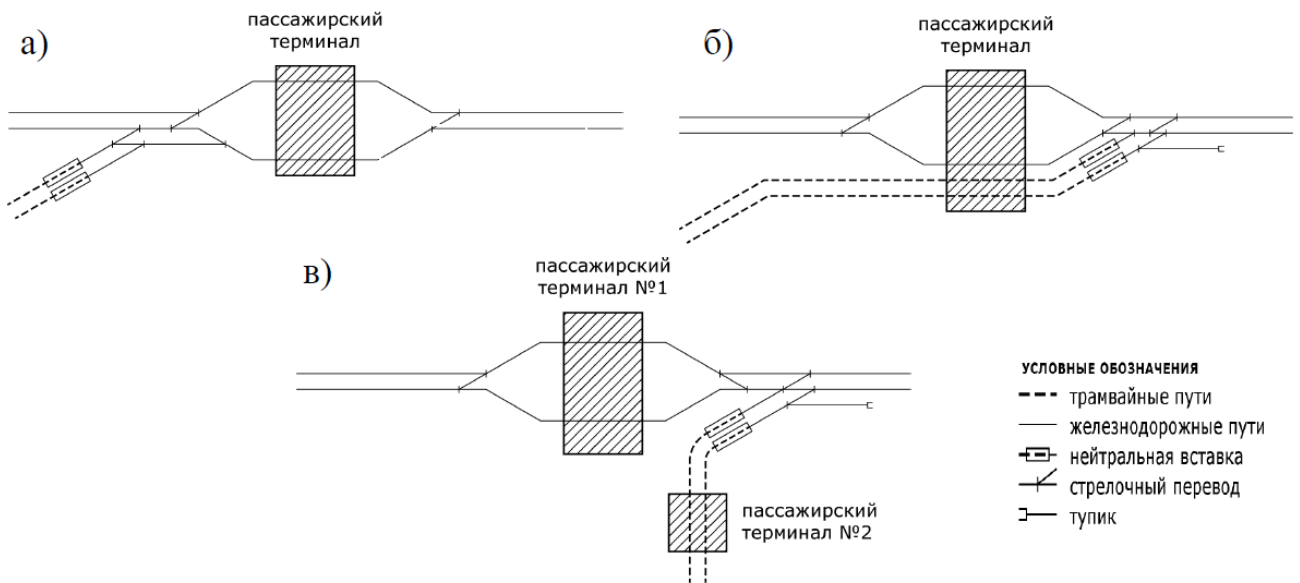 а)
пассажирский
терминал
б)
пассажирский
терминал
в)
пассажирский
терминал №1
пассажирский
терминал №2
УСЛОВНЫЕ ОБОЗНАЧЕНИЯ
трамвайные пути
железнодорожные пути
нейтральная вставка
стрелочный перевод
тупик